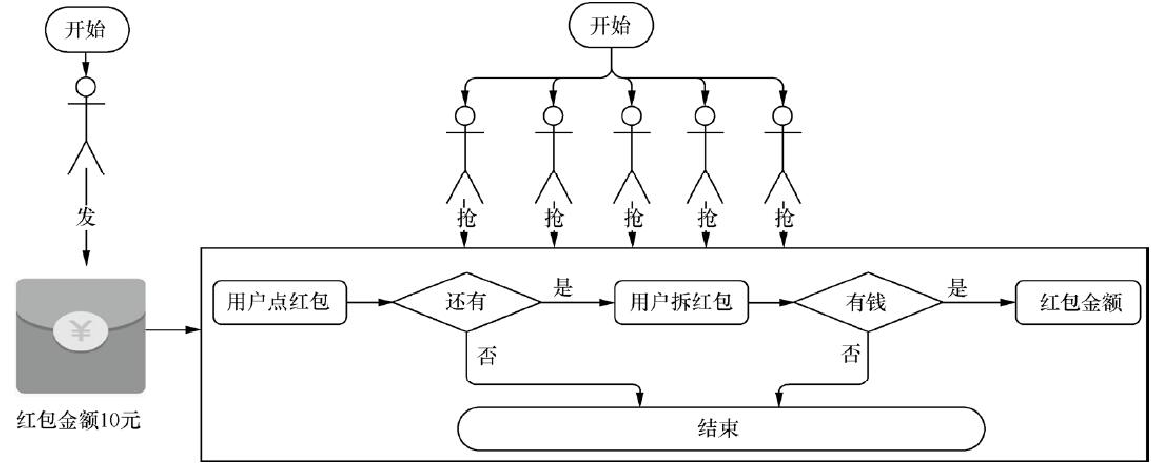 开始
开始
发
抢
抢
抢
抢
抢
用户点红包
还有
是
用户拆红包
有钱
是
红包金额
¥
否
否
红包金额10元
结束